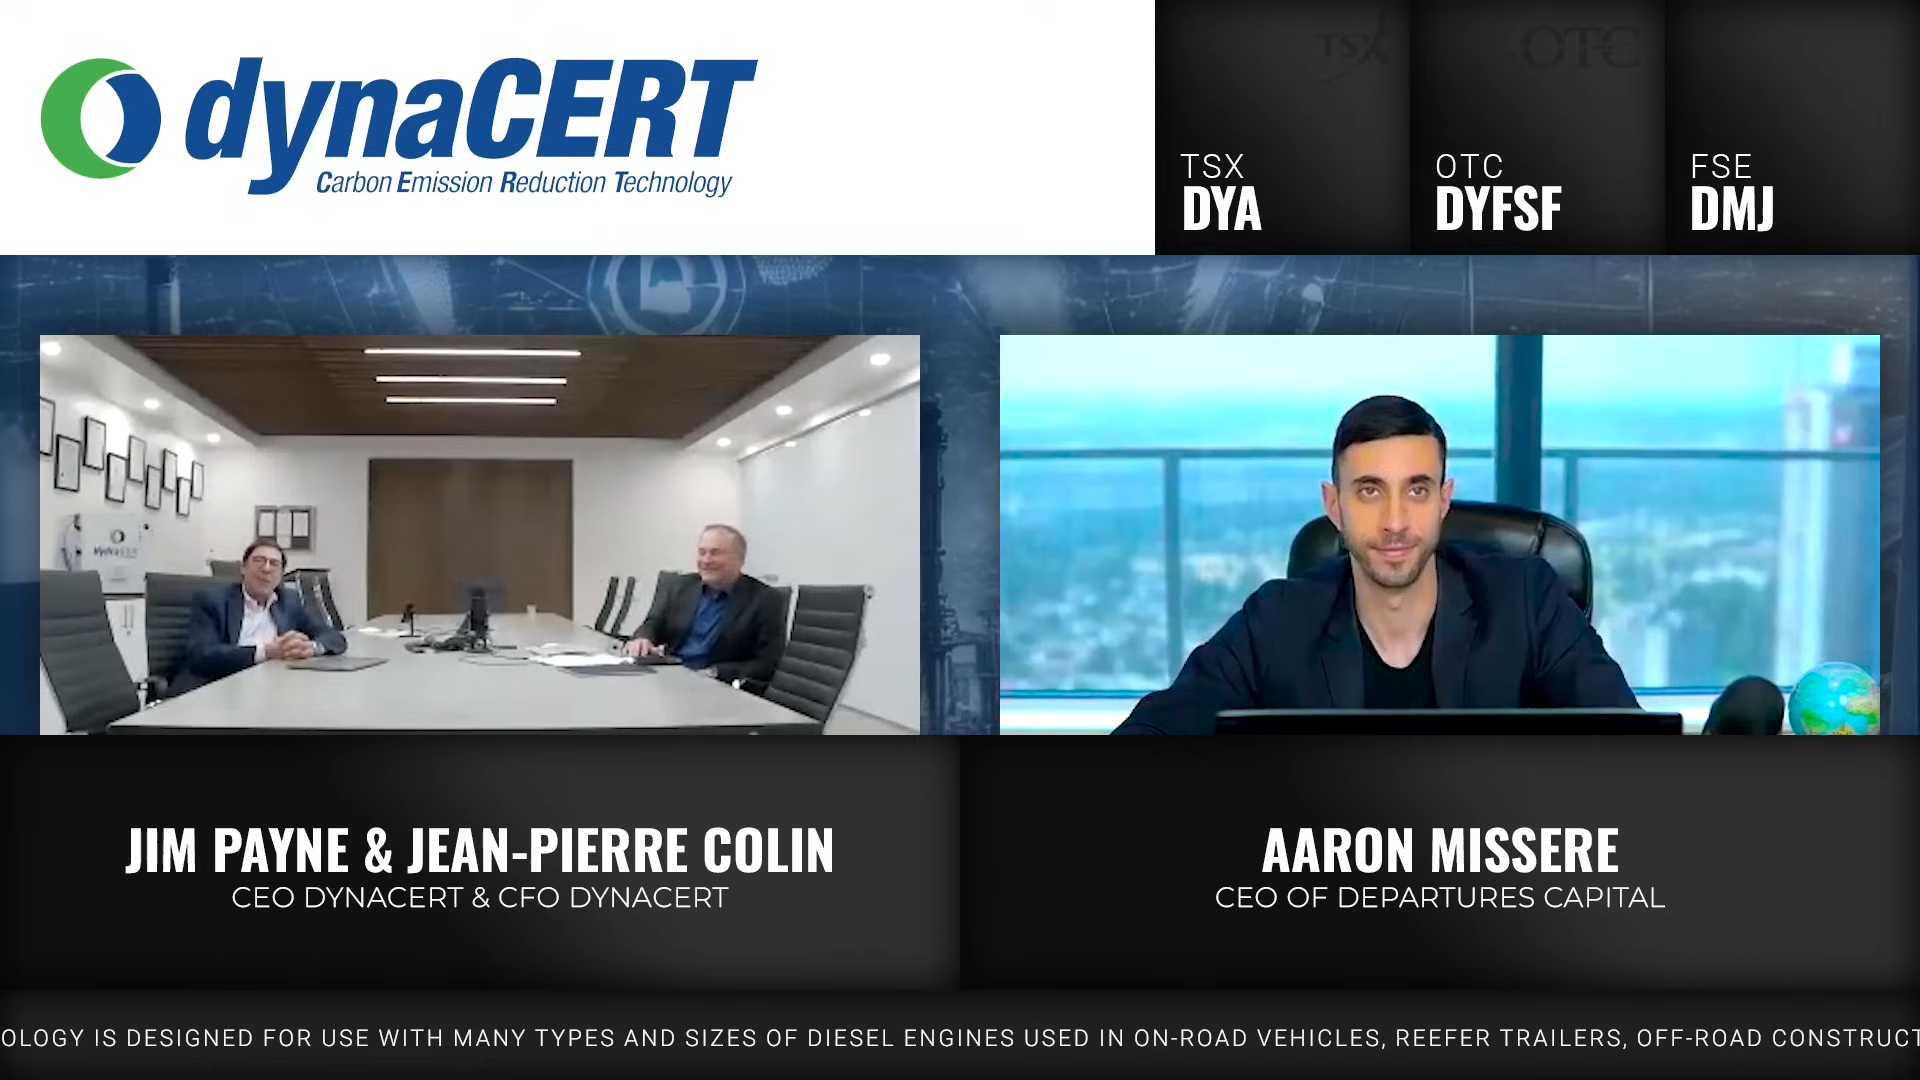 dynaCERT
Carbon Emission Reduction Technology
TSX
OTC
TSX
DYA
OTC
DYFSF
FSE
DMJ
JIM PAYNE & JEAN-PIERRE COLIN
CEO DYNACERT & CFO DYNACERT
AARON MISSERE
CEO OF DEPARTURES CAPITAL
OLOGY IS DESIGNED FOR USE WITH MANY TYPES AND SIZES OF DIESEL ENGINES USED IN ON-ROAD VEHICLES, REEFER TRAILERS, OFF-ROAD CONSTRUCT